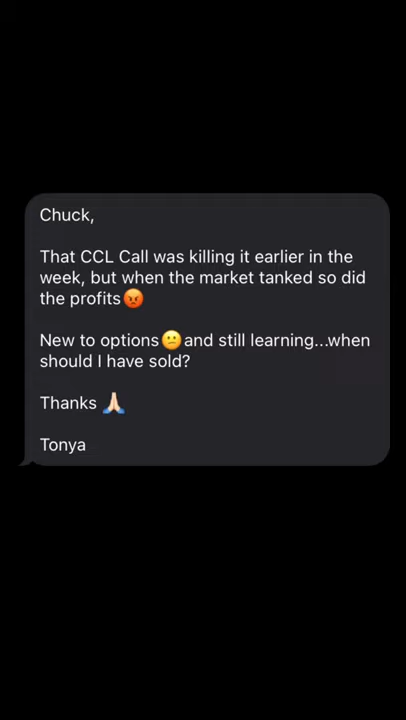 Chuck,
That CCL Call was killing it earlier in the
week, but when the market tanked so did
the profits😡
New to options😕and still learning...when
should I have sold?
Thanks 🙏🏻
Tonya